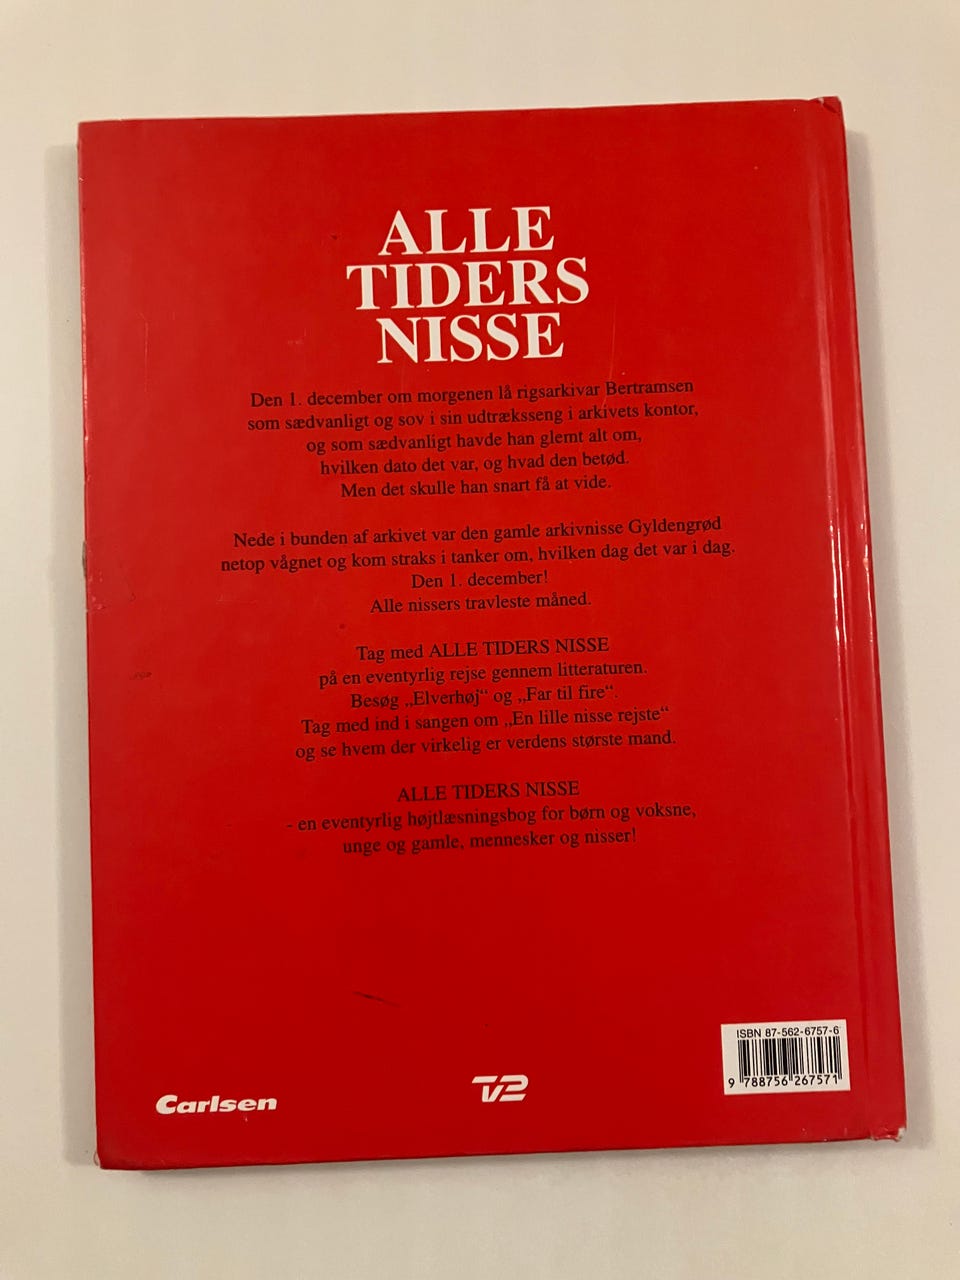 ALLE
TIDERS
NISSE
Den 1. december om morgenen lå rigsarkivar Bertramsen
som sædvanligt og sov i sin udtræksseng i arkivets kontor,
og som sædvanligt havde han glemt alt om,
hvilken dato det var, og hvad den betød.
Men det skulle han snart få at vide.
Nede i bunden af arkivet var den gamle arkivnisse Gyldengrød
netop vågnet og kom straks i tanker om, hvilken dag det var i dag.
Den 1. december!
Alle nissers travleste måned.
Tag med ALLE TIDERS NISSE
på en eventyrlig rejse gennem litteraturen.
Besøg „Elverhøj“ og „Far til fire“.
Tag med ind i sangen om „En lille nisse rejste“
og se hvem der virkelig er verdens største mand.
ALLE TIDERS NISSE
- en eventyrlig højtlæsningsbog for børn og voksne,
unge og gamle, mennesker og nisser!
ISBN 87-562-6757-6
9 788756 267571
Carlsen
TV2